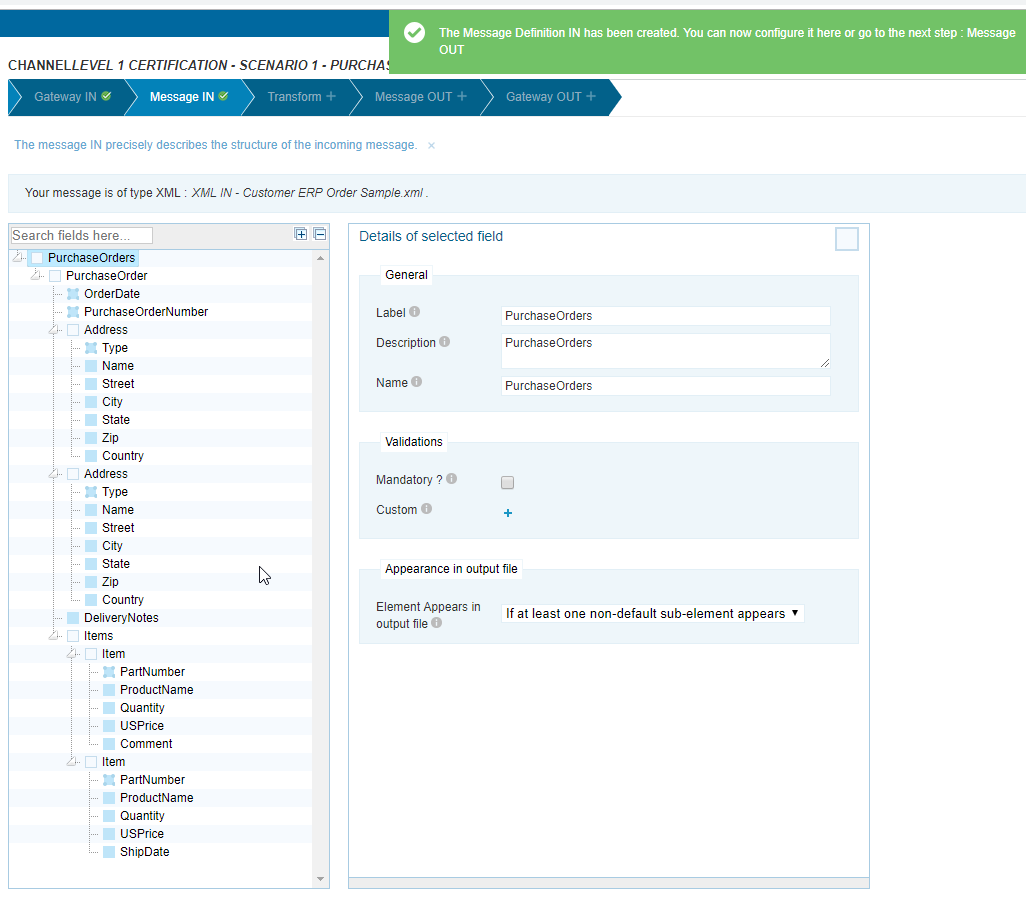 The Message Definition IN has been created. You can now configure it here or go to the next step : Message
OUT
CHANNELLEVEL 1 CERTIFICATION - SCENARIO 1 - PURCHAS
Gateway IN
Message IN
Transform +
Message OUT +
Gateway OUT +
The message IN precisely describes the structure of the incoming message. ×
Your message is of type XML : XML IN - Customer ERP Order Sample.xml .
Search fields here...
PurchaseOrders
PurchaseOrder
OrderDate
PurchaseOrderNumber
Address
Type
Name
Street
City
State
Zip
Country
Address
Type
Name
Street
City
State
Zip
Country
DeliveryNotes
Items
Item
PartNumber
ProductName
Quantity
USPrice
Comment
Item
PartNumber
ProductName
Quantity
USPrice
ShipDate
Details of selected field
General
Label
PurchaseOrders
Description
PurchaseOrders
Name
PurchaseOrders
Validations
Mandatory ?
Custom
+
Appearance in output file
Element Appears in
output file
If at least one non-default sub-element appears